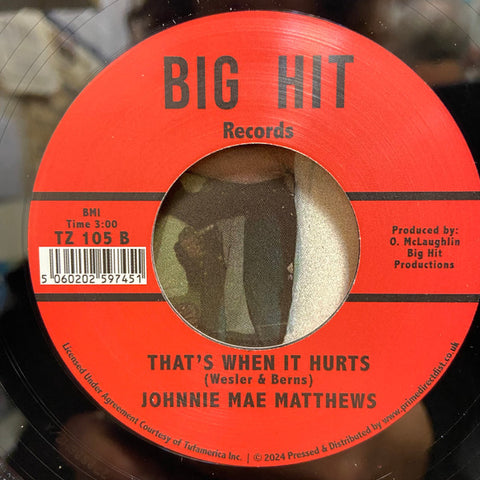 BIG HIT
Records
BMI
Time 3:00
TZ 105 B
5 060202 597451
Produced by:
O. McLaughlin
Big Hit
Productions
THAT'S WHEN IT HURTS
(Wesler & Berns)
JOHNNIE MAE MATTHEWS
Licensed Under Agreement Courtesy of Tufamerica Inc. | © 2024 Pressed & Distributed by www.primedirectdist.co.uk